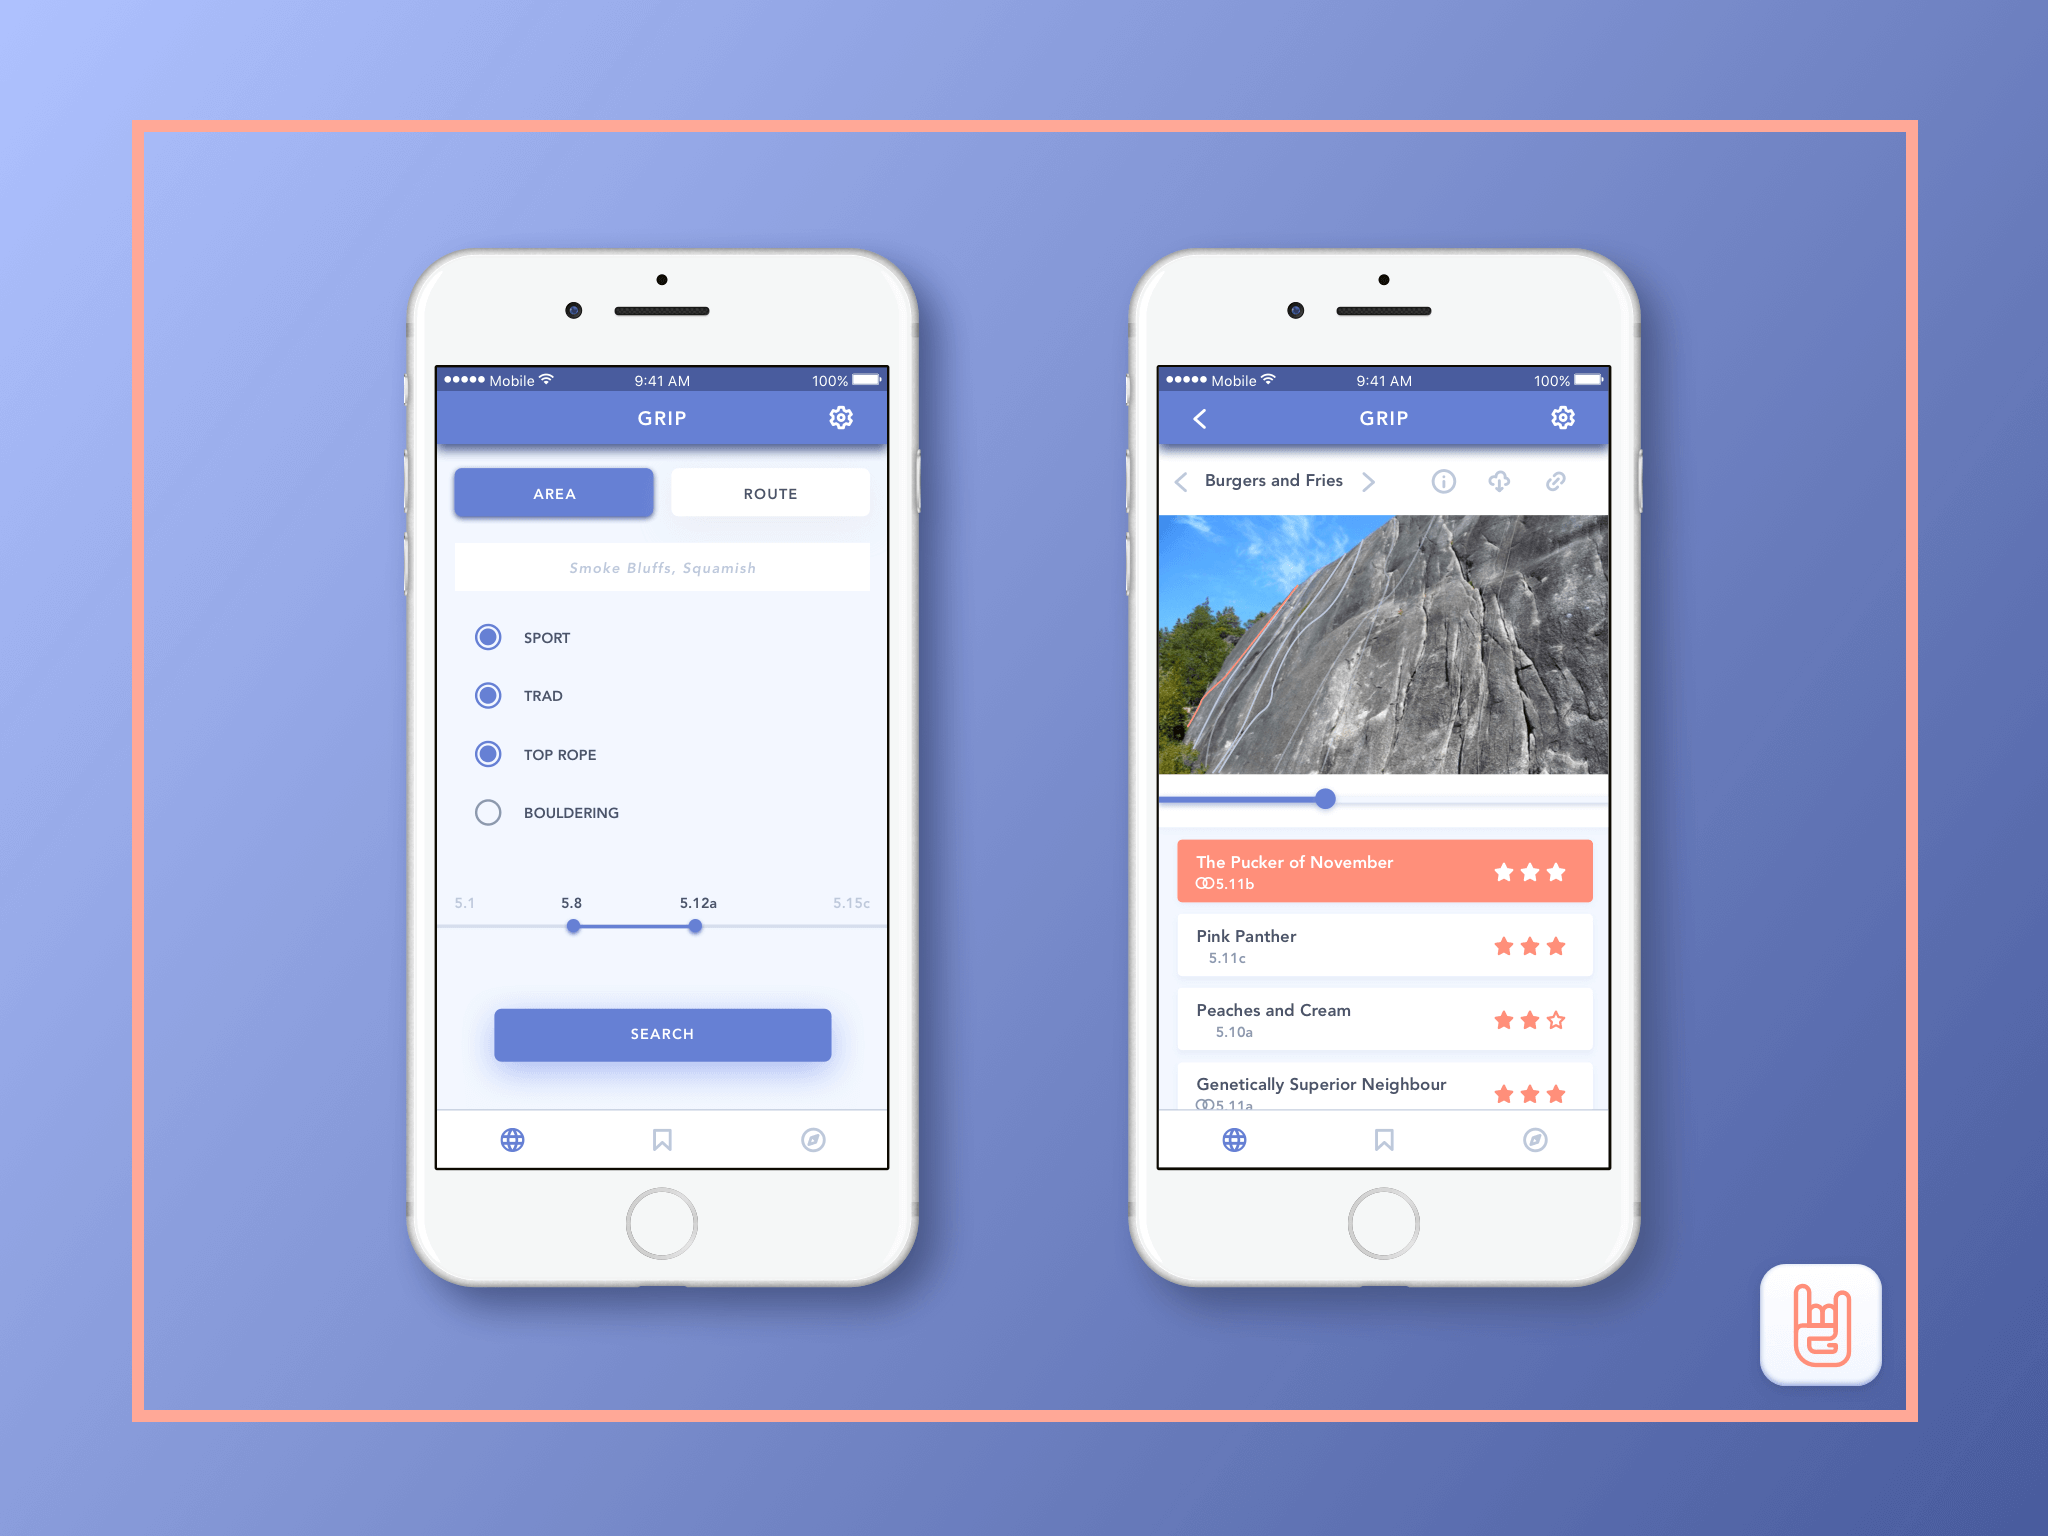 Mobile 9:41 AM 100%
GRIP
AREA ROUTE
Smoke Bluffs, Squamish
SPORT
TRAD
TOP ROPE
BOULDERING
5.1 5.8 5.12a 5.15c
SEARCH
Mobile 9:41 AM 100%
GRIP
Burgers and Fries
The Pucker of November
5.11b
Pink Panther
5.11c
Peaches and Cream
5.10a
Genetically Superior Neighbour
5.11a